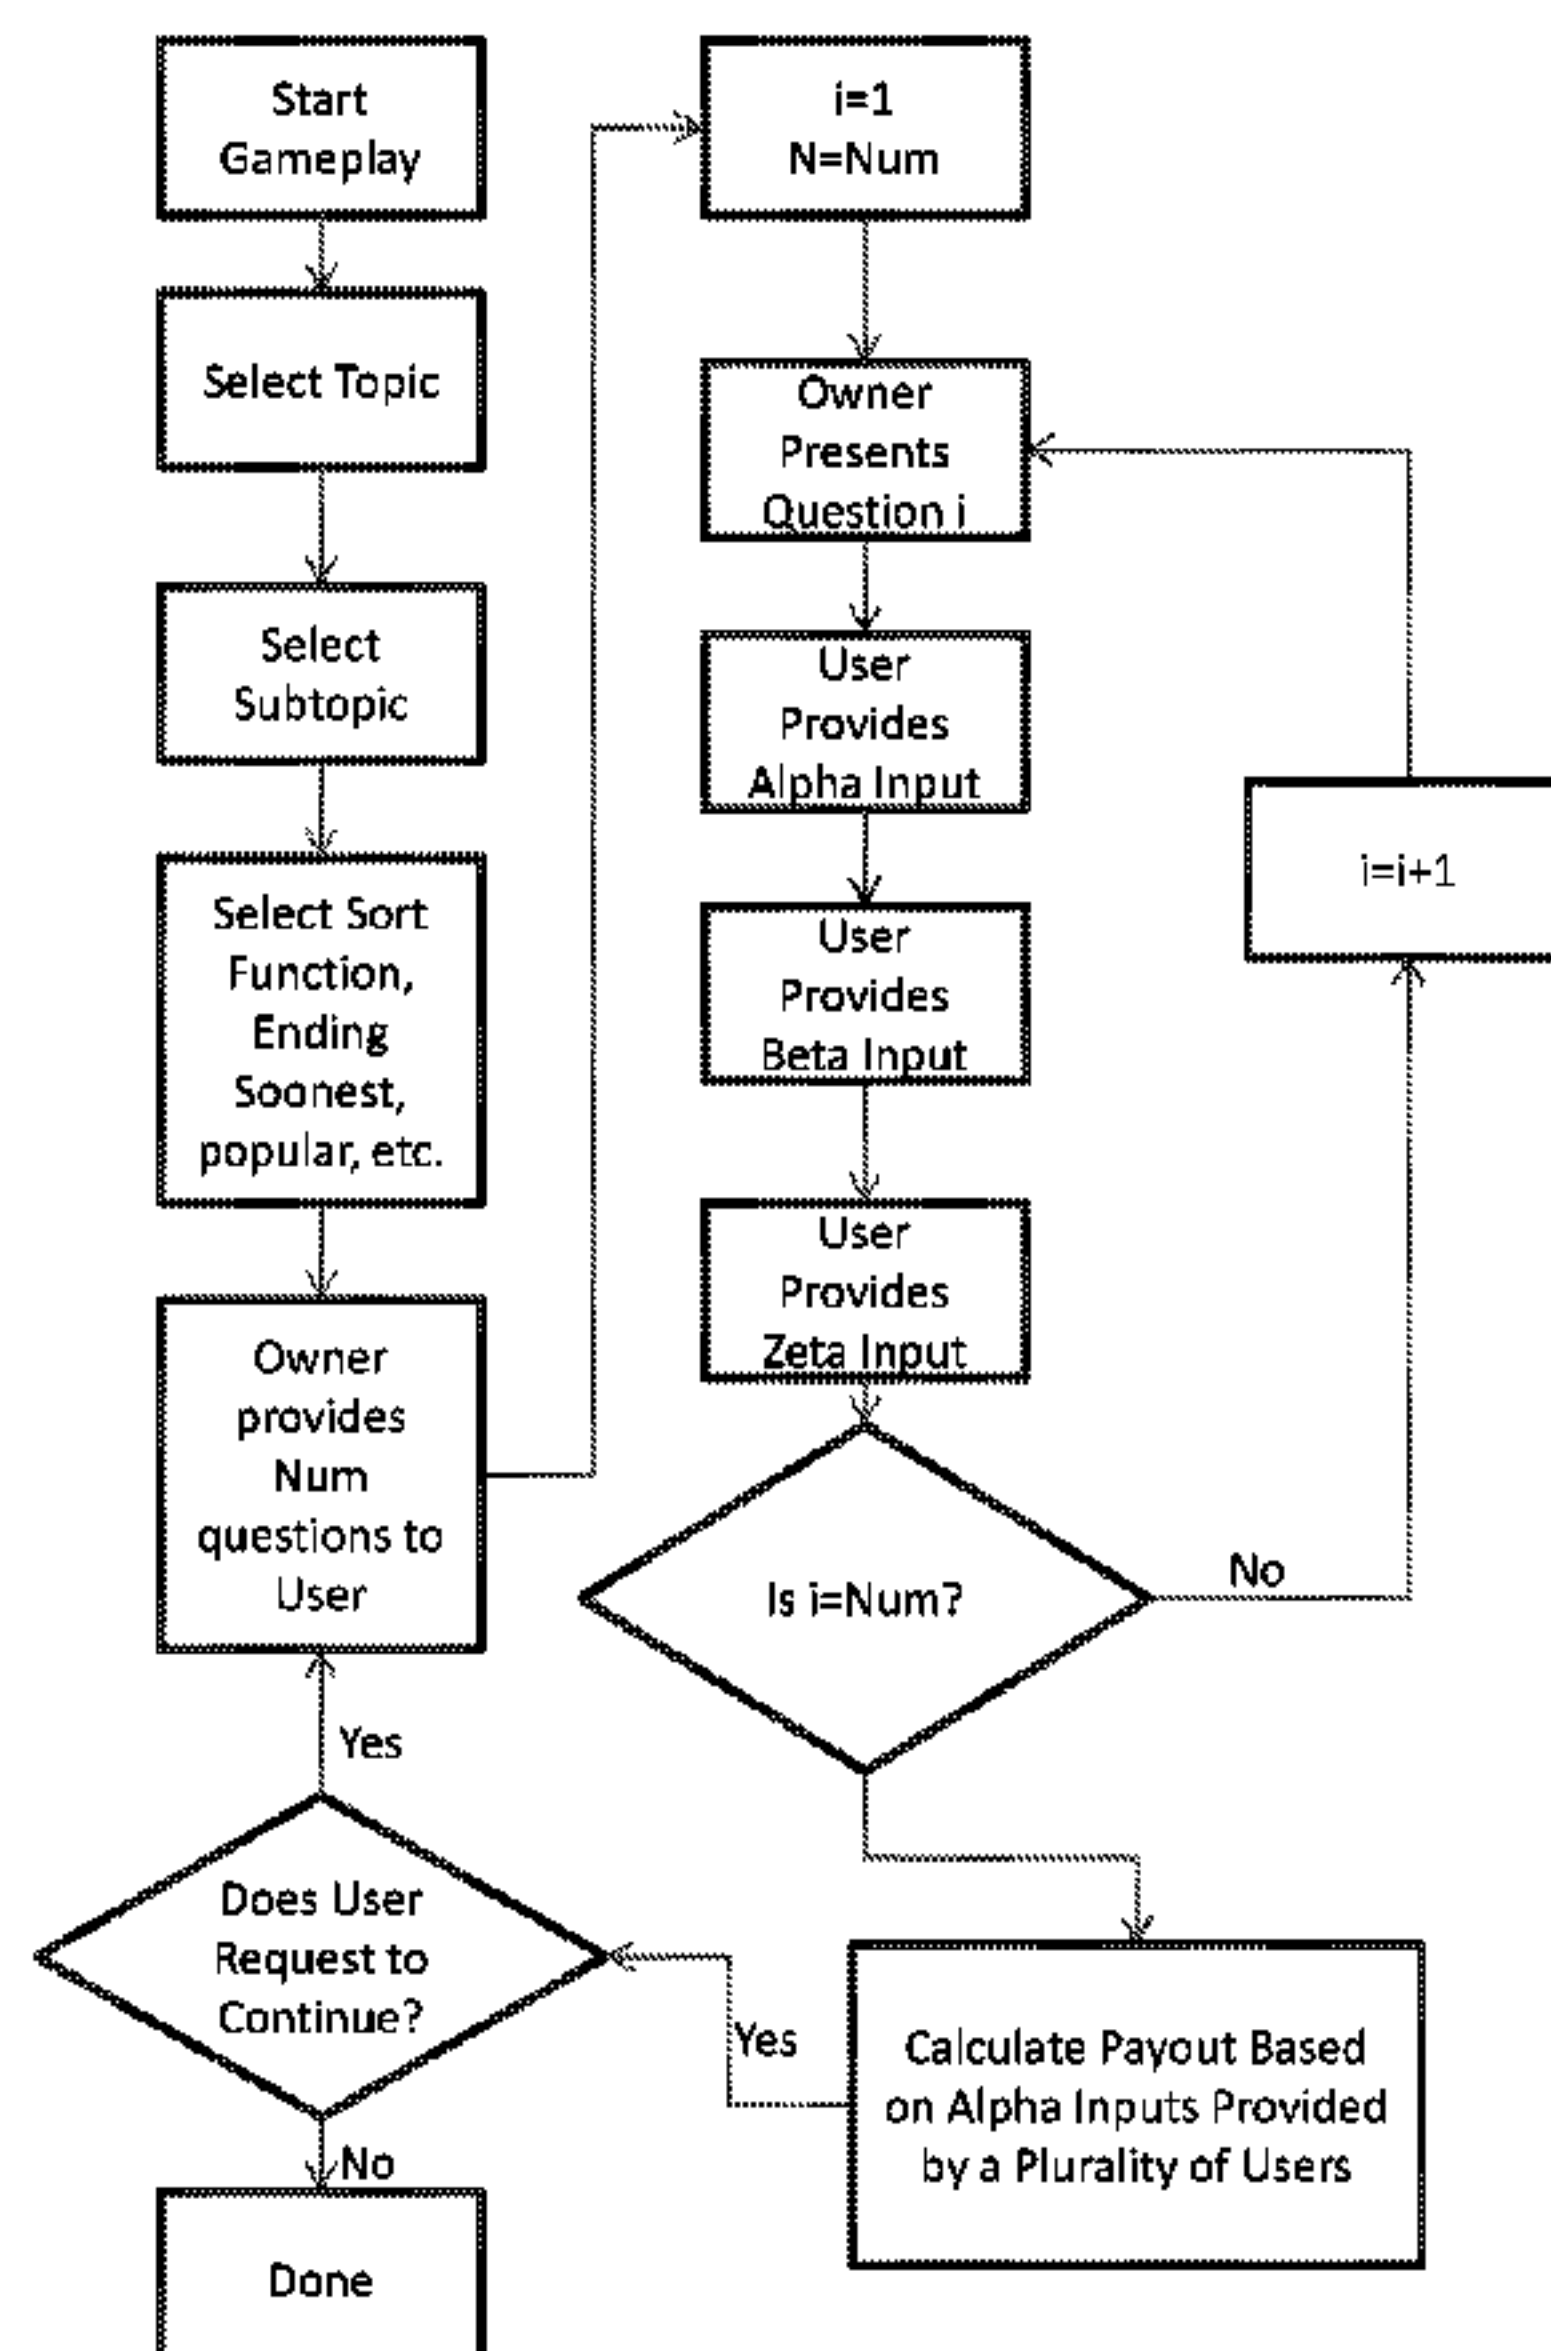 Start
Gameplay
Select Topic
Select
Subtopic
Select Sort
Function,
Ending
Soonest,
popular, etc.
Owner
provides
Num
questions to
User
Yes
Does User
Request to
Continue?
No
Done
i=1
N=Num
Owner
Presents
Question i
User
Provides
Alpha Input
User
Provides
Beta Input
User
Provides
Zeta Input
Is i=Num?
No
i=i+1
Yes
Calculate Payout Based
on Alpha Inputs Provided
by a Plurality of Users